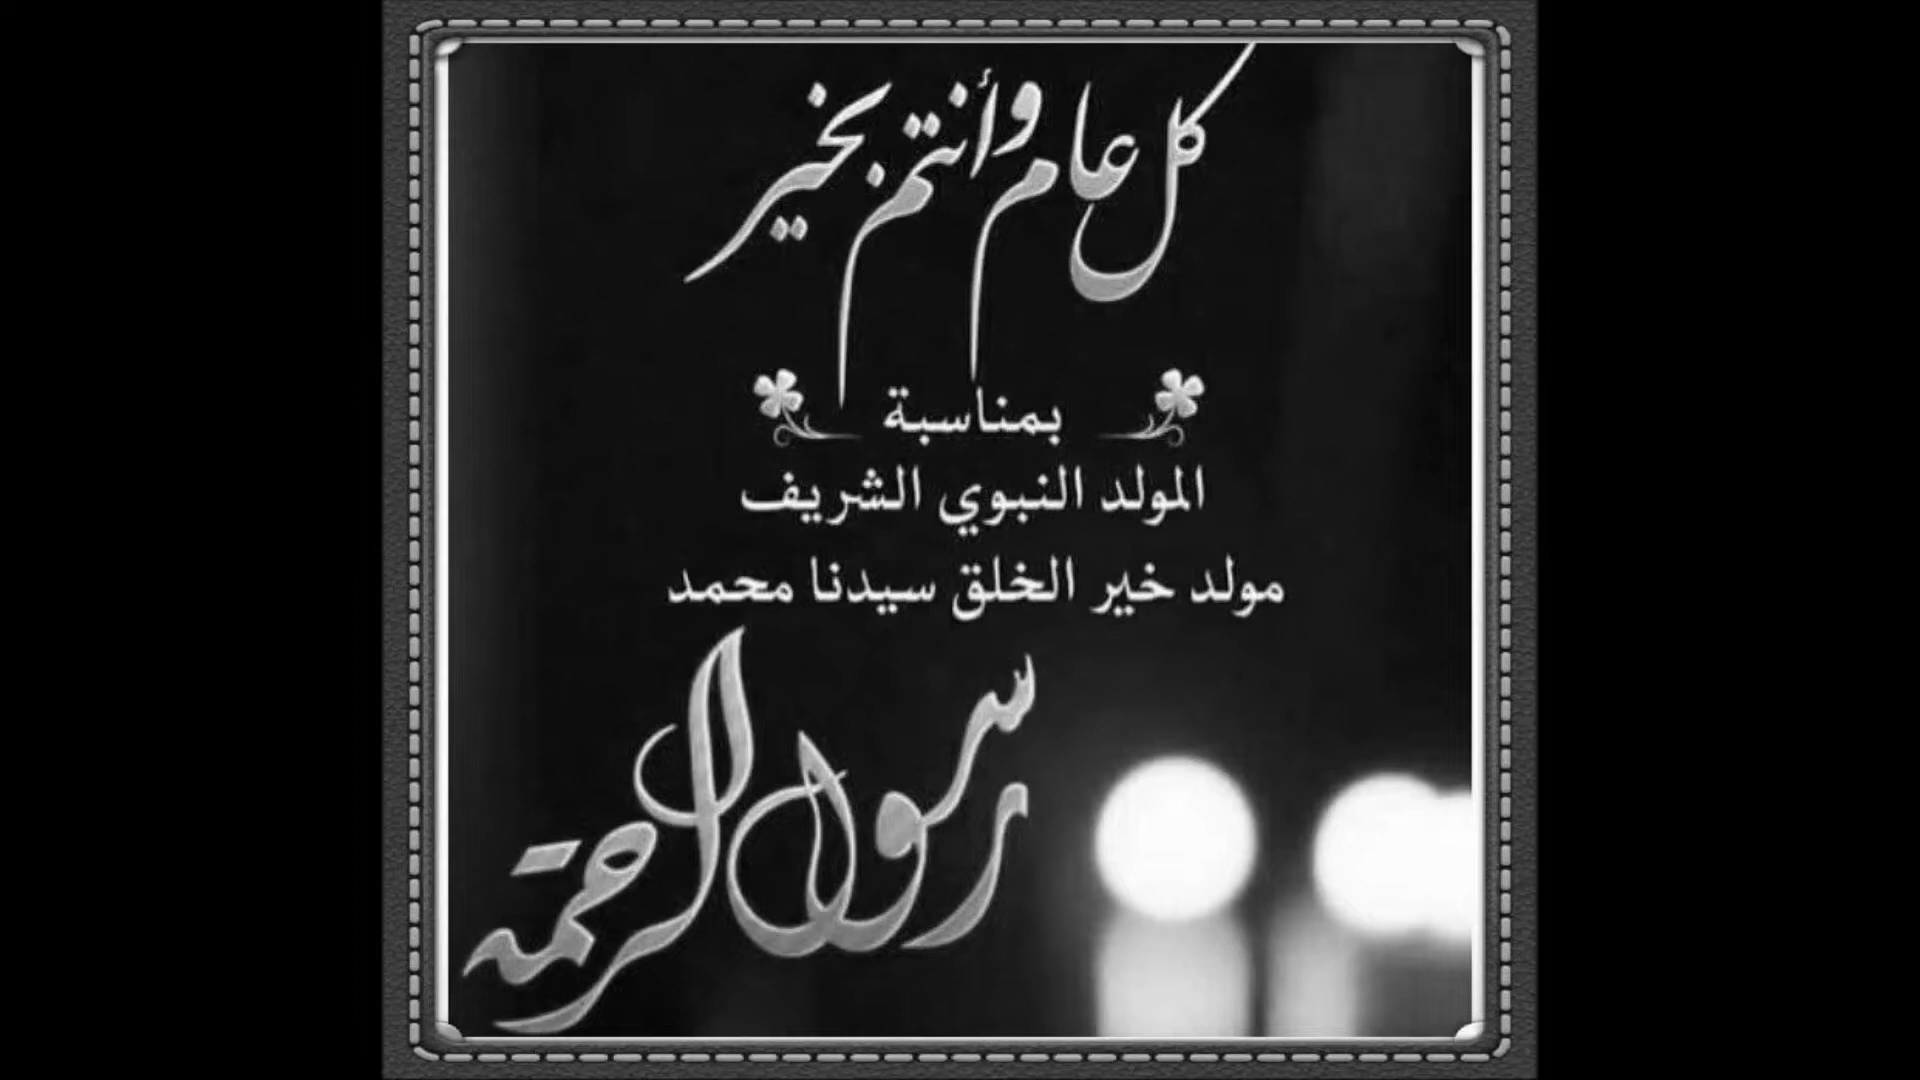 كل عام وأنتم بخير
بمناسبة
المولد النبوي الشريف
مولد خير الخلق سيدنا محمد
رسول الرحمة